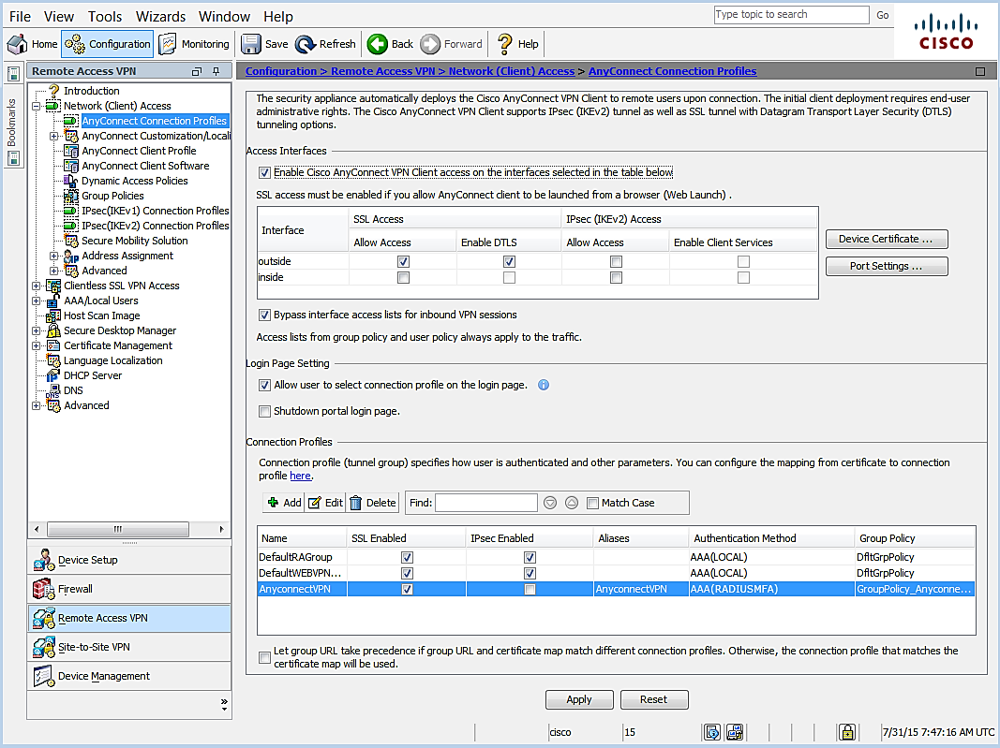 File View Tools Wizards Window Help
Type topic to search Go
CISCO
Home Configuration Monitoring Save Refresh Back Forward Help
Bookmarks
Remote Access VPN
Introduction
Network (Client) Access
AnyConnect Connection Profiles
AnyConnect Customization/Locali
AnyConnect Client Profile
AnyConnect Client Software
Dynamic Access Policies
Group Policies
IPsec(IKEv1) Connection Profiles
IPsec(IKEv2) Connection Profiles
Secure Mobility Solution
Address Assignment
Advanced
Clientless SSL VPN Access
AAA/Local Users
Host Scan Image
Secure Desktop Manager
Certificate Management
Language Localization
DHCP Server
DNS
Advanced
Device Setup
Firewall
Remote Access VPN
Site-to-Site VPN
Device Management
Configuration > Remote Access VPN > Network (Client) Access > AnyConnect Connection Profiles
The security appliance automatically deploys the Cisco AnyConnect VPN Client to remote users upon connection. The initial client deployment requires end-user
administrative rights. The Cisco AnyConnect VPN Client supports IPsec (IKEv2) tunnel as well as SSL tunnel with Datagram Transport Layer Security (DTLS)
tunneling options.
Access Interfaces
Enable Cisco AnyConnect VPN Client access on the interfaces selected in the table below
SSL access must be enabled if you allow AnyConnect client to be launched from a browser (Web Launch) .
Interface SSL Access IPsec (IKEv2) Access
Allow Access Enable DTLS Allow Access Enable Client Services
outside
inside
Device Certificate ...
Port Settings ...
Bypass interface access lists for inbound VPN sessions
Access lists from group policy and user policy always apply to the traffic.
Login Page Setting
Allow user to select connection profile on the login page.
Shutdown portal login page.
Connection Profiles
Connection profile (tunnel group) specifies how user is authenticated and other parameters. You can configure the mapping from certificate to connection
profile here.
Add Edit Delete Find: Match Case
Name SSL Enabled IPsec Enabled Aliases Authentication Method Group Policy
DefaultRAGroup AAA(LOCAL) DfltGrpPolicy
DefaultWEBVPN... AAA(LOCAL) DfltGrpPolicy
AnyconnectVPN AnyconnectVPN AAA(RADIUSMFA) GroupPolicy_Anyconne...
Let group URL take precedence if group URL and certificate map match different connection profiles. Otherwise, the connection profile that matches the
certificate map will be used.
Apply Reset
cisco 15 7/31/15 7:47:16 AM UTC